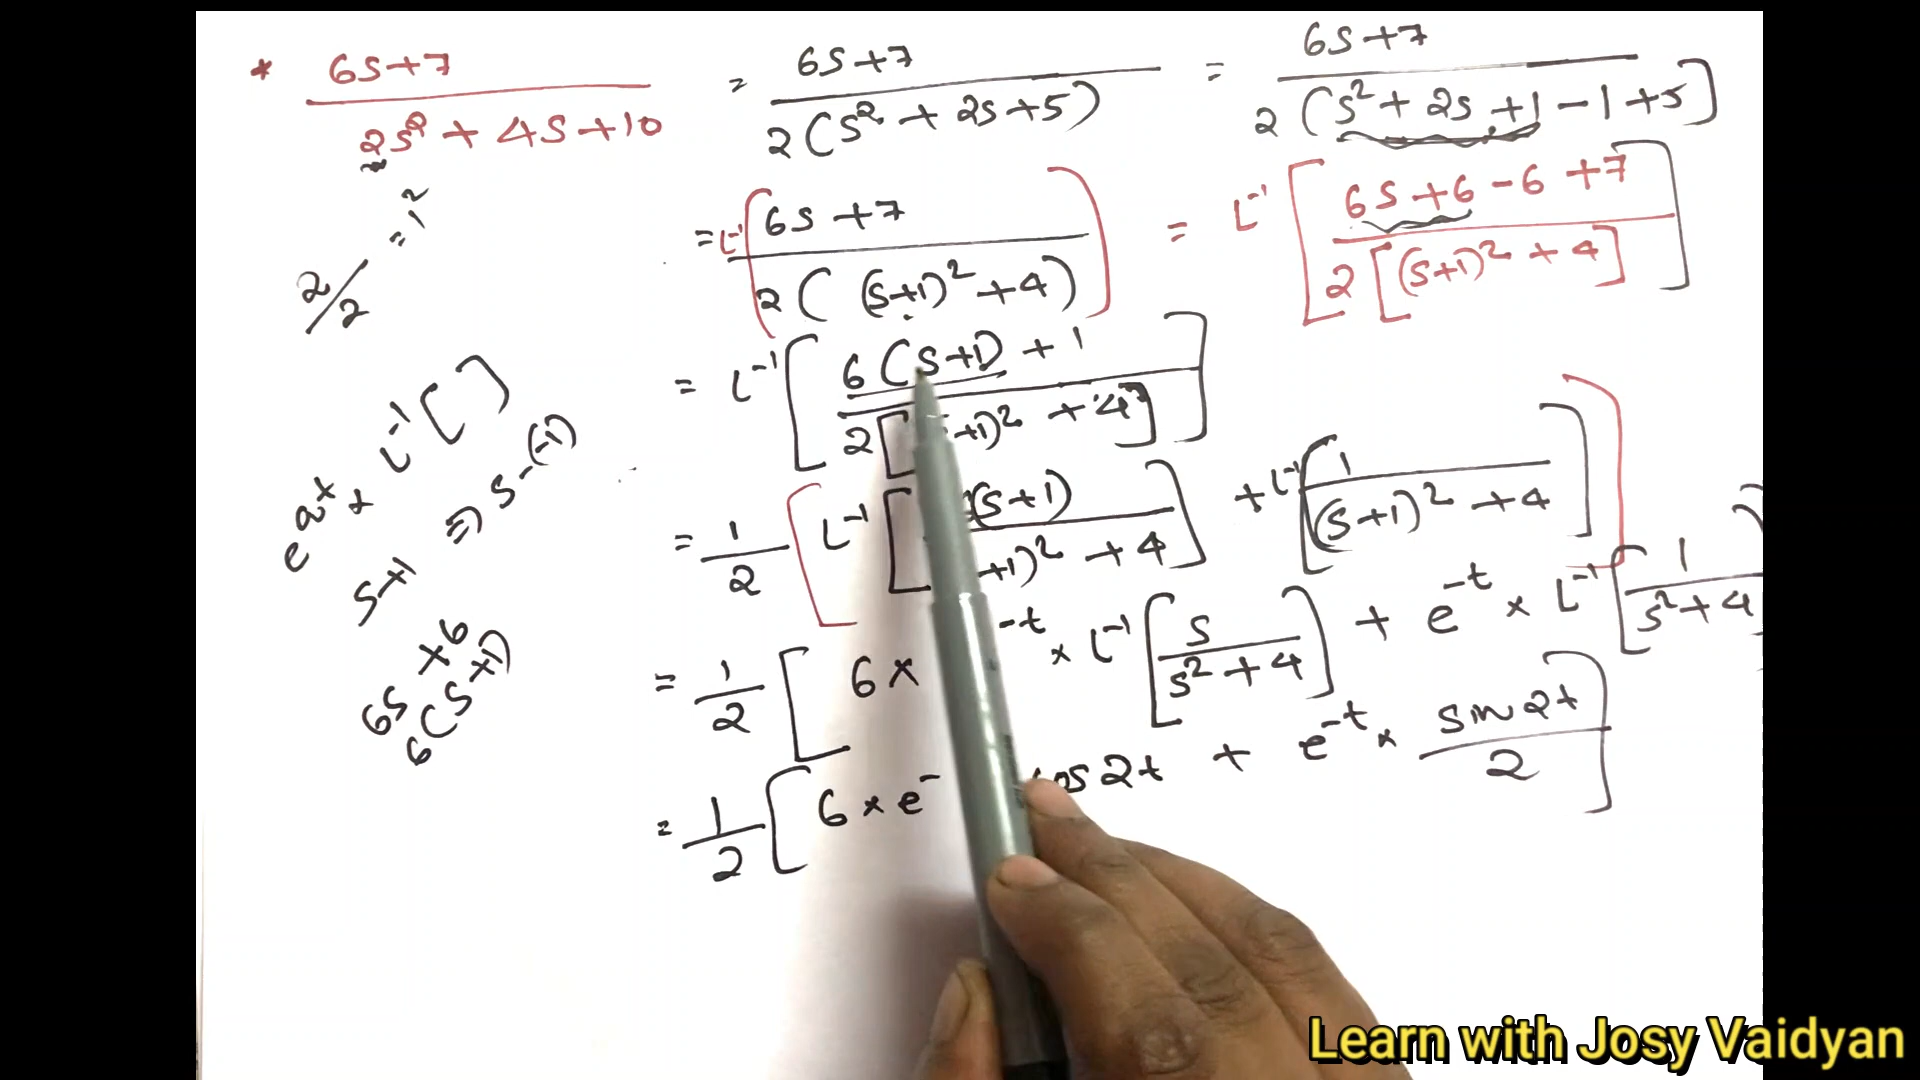 * 6s+7 / 2s² + 4s+10 = 6s+7 / 2(s² + 2s+5) = 6s+7 / 2(s² + 2s +1 - 1 +5]
2/2 = 1²
= L⁻¹( 6s +7 / 2( (s+1)² +4) ) = L⁻¹[ 6s +6 - 6 +7 / 2[(s+1)² + 4] ]
= L⁻¹[ 6(s+1) + 1 / 2[ +1)² + 4] ]
e^at L⁻¹[ ]
s+1 => s-(-1)
= 1/2 [ L⁻¹[ (s+1) / +1)² + 4 ] + L⁻¹[ 1 / (s+1)² + 4 ] ]
6s +6
6(s+1)
= 1/2 [ 6 × -t × L⁻¹[ s / s² + 4 ] + e^-t × L⁻¹[ 1 / s² + 4
= 1/2 [ 6 × e^- cos 2t + e^-t × sin 2t / 2 ]
Learn with Josy Vaidyan